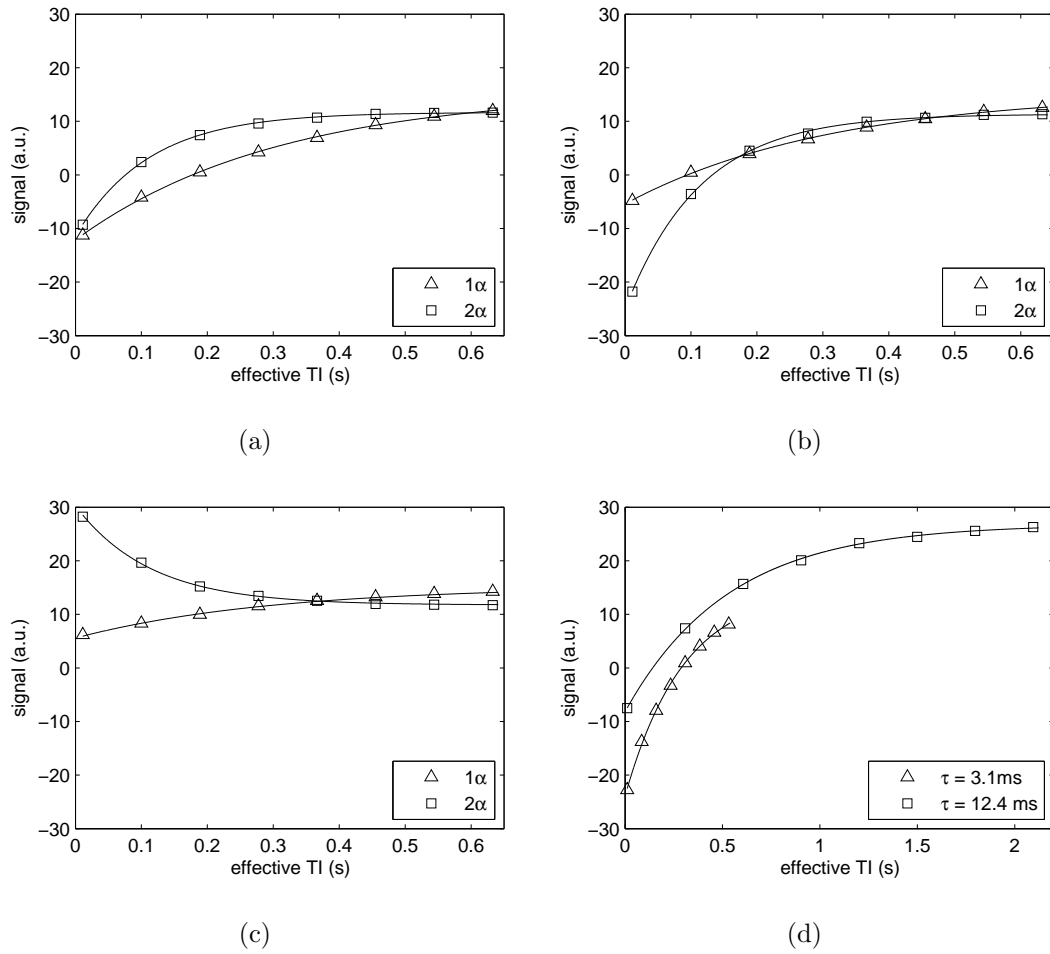 30
20
10
0
−10
−20
−30
signal (a.u.)
0 0.1 0.2 0.3 0.4 0.5 0.6
effective TI (s)
1α
2α
(a)
30
20
10
0
−10
−20
−30
signal (a.u.)
0 0.1 0.2 0.3 0.4 0.5 0.6
effective TI (s)
1α
2α
(b)
30
20
10
0
−10
−20
−30
signal (a.u.)
0 0.1 0.2 0.3 0.4 0.5 0.6
effective TI (s)
1α
2α
(c)
30
20
10
0
−10
−20
−30
signal (a.u.)
0 0.5 1 1.5 2
effective TI (s)
τ = 3.1ms
τ = 12.4 ms
(d)